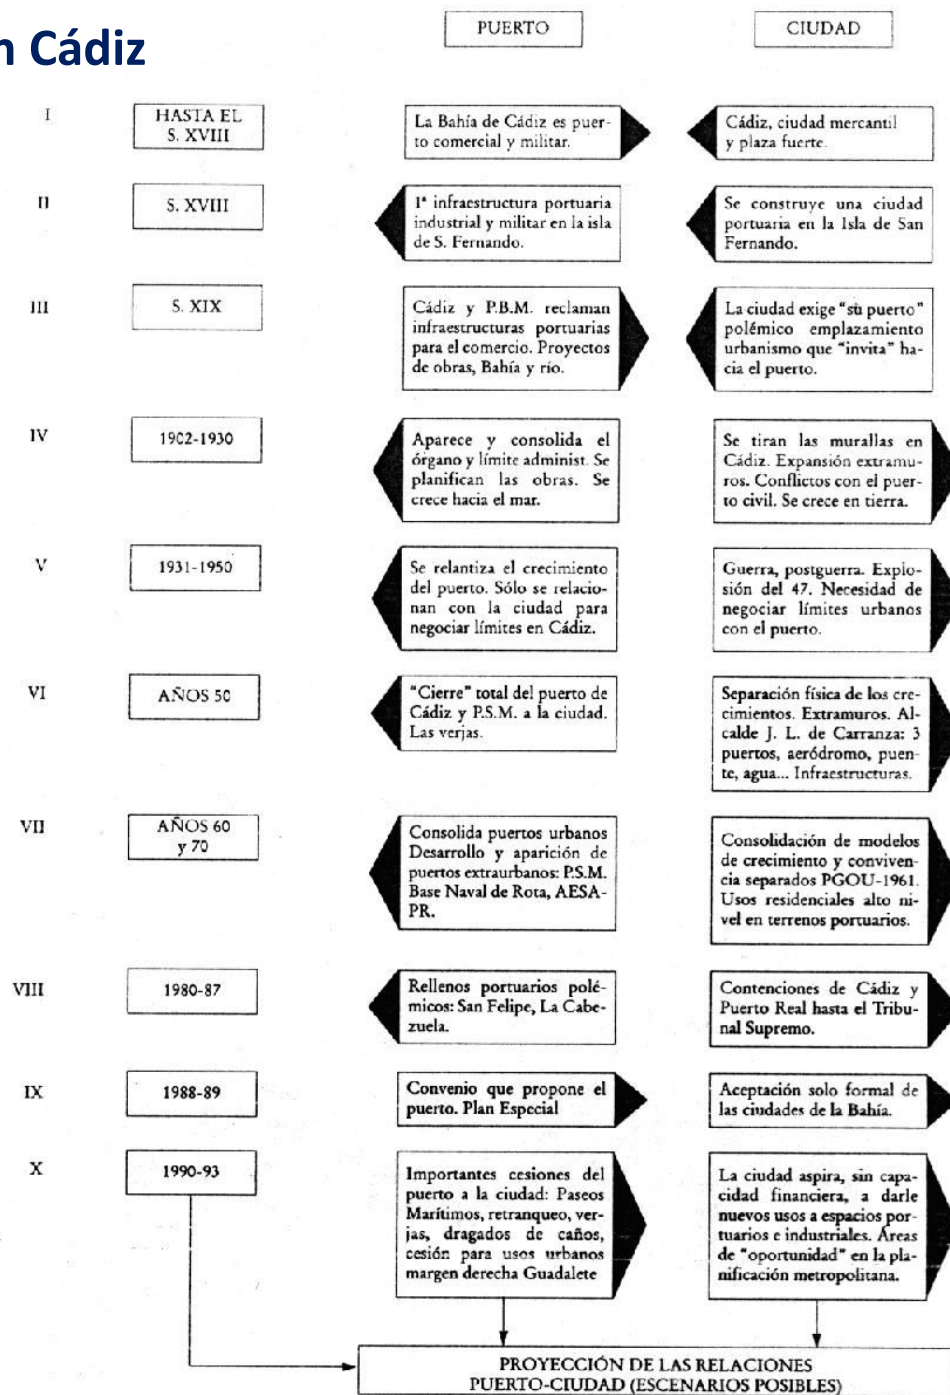 n Cádiz
PUERTO
CIUDAD
I
HASTA EL
S. XVIII
La Bahía de Cádiz es puer-
to comercial y militar.
Cádiz, ciudad mercantil
y plaza fuerte.
II
S. XVIII
1ª infraestructura portuaria
industrial y militar en la isla
de S. Fernando.
Se construye una ciudad
portuaria en la Isla de San
Fernando.
III
S. XIX
Cádiz y P.B.M. reclaman
infraestructuras portuarias
para el comercio. Proyectos
de obras, Bahía y río.
La ciudad exige "su puerto"
polémico emplazamiento
urbanismo que "invita" ha-
cia el puerto.
IV
1902-1930
Aparece y consolida el
órgano y límite administ. Se
planifican las obras. Se
crece hacia el mar.
Se tiran las murallas en
Cádiz. Expansión extramu-
ros. Conflictos con el puer-
to civil. Se crece en tierra.
V
1931-1950
Se relantiza el crecimiento
del puerto. Sólo se relacio-
nan con la ciudad para
negociar límites en Cádiz.
Guerra, postguerra. Explo-
sión del 47. Necesidad de
negociar límites urbanos
con el puerto.
VI
AÑOS 50
"Cierre" total del puerto de
Cádiz y P.S.M. a la ciudad.
Las verjas.
Separación física de los cre-
cimientos. Extramuros. Al-
calde J. L. de Carranza: 3
puertos, aeródromo, puen-
te, agua... Infraestructuras.
VII
AÑOS 60
y 70
Consolida puertos urbanos
Desarrollo y aparición de
puertos extraurbanos: P.S.M.
Base Naval de Rota, AESA-
PR.
Consolidación de modelos
de crecimiento y conviven-
cia separados PGOU-1961.
Usos residenciales alto ni-
vel en terrenos portuarios.
VIII
1980-87
Rellenos portuarios polé-
micos: San Felipe, La Cabe-
zuela.
Contenciones de Cádiz y
Puerto Real hasta el Tribu-
nal Supremo.
IX
1988-89
Convenio que propone el
puerto. Plan Especial
Aceptación solo formal de
las ciudades de la Bahía.
X
1990-93
Importantes cesiones del
puerto a la ciudad: Paseos
Marítimos, retranqueo, ver-
jas, dragados de caños,
cesión para usos urbanos
margen derecha Guadalete
La ciudad aspira, sin capa-
cidad financiera, a darle
nuevos usos a espacios por-
tuarios e industriales. Áreas
de "oportunidad" en la pla-
nificación metropolitana.
PROYECCIÓN DE LAS RELACIONES
PUERTO-CIUDAD (ESCENARIOS POSIBLES)